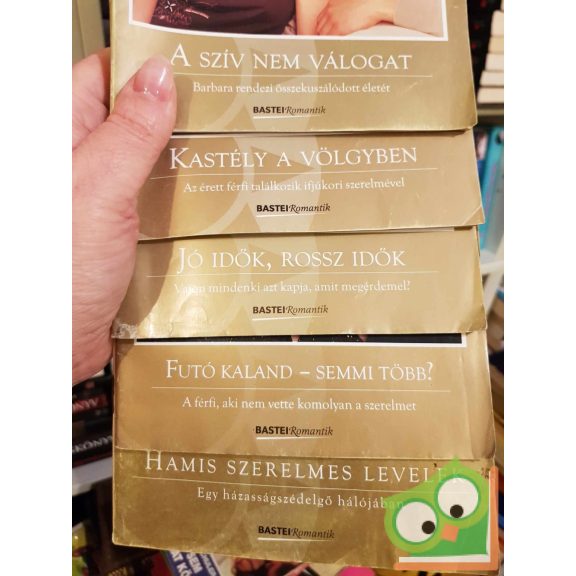 A SZÍV NEM VÁLOGAT
Barbara rendezi összekuszálódott életét
BASTEI Romantik
KASTÉLY A VÖLGYBEN
Az érett férfi találkozik ifjúkori szerelmével
BASTEI Romantik
JÓ IDŐK, ROSSZ IDŐK
Vajon mindenki azt kapja, amit megérdemel?
BASTEI Romantik
FUTÓ KALAND – SEMMI TÖBB?
A férfi, aki nem vette komolyan a szerelmet
BASTEI Romantik
HAMIS SZERELMES LEVELEK
Egy házasságszédelgő hálójában
BASTEI Romantik